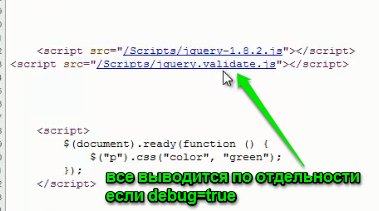 <script src="/Scripts/jquery-1.8.2.js"></script>
<script src="/Scripts/jquery.validate.js"></script>
<script>
$(document).ready(function () {
$("p").css("color", "green");
});
</script>
все выводится по отдельности
если debug=true